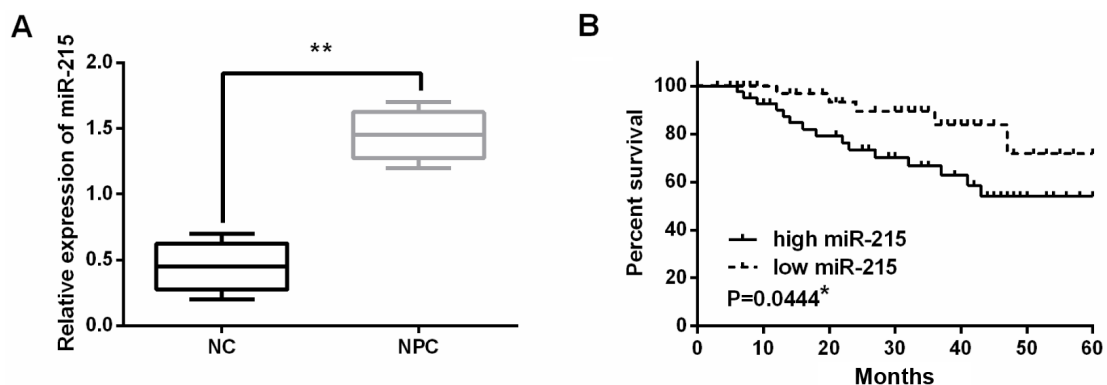 A
Relative expression of miR-215
2.0
1.5
1.0
0.5
0.0
**
NC
NPC
B
Percent survival
100
80
60
40
20
0
high miR-215
low miR-215
P=0.0444*
0 10 20 30 40 50 60
Months